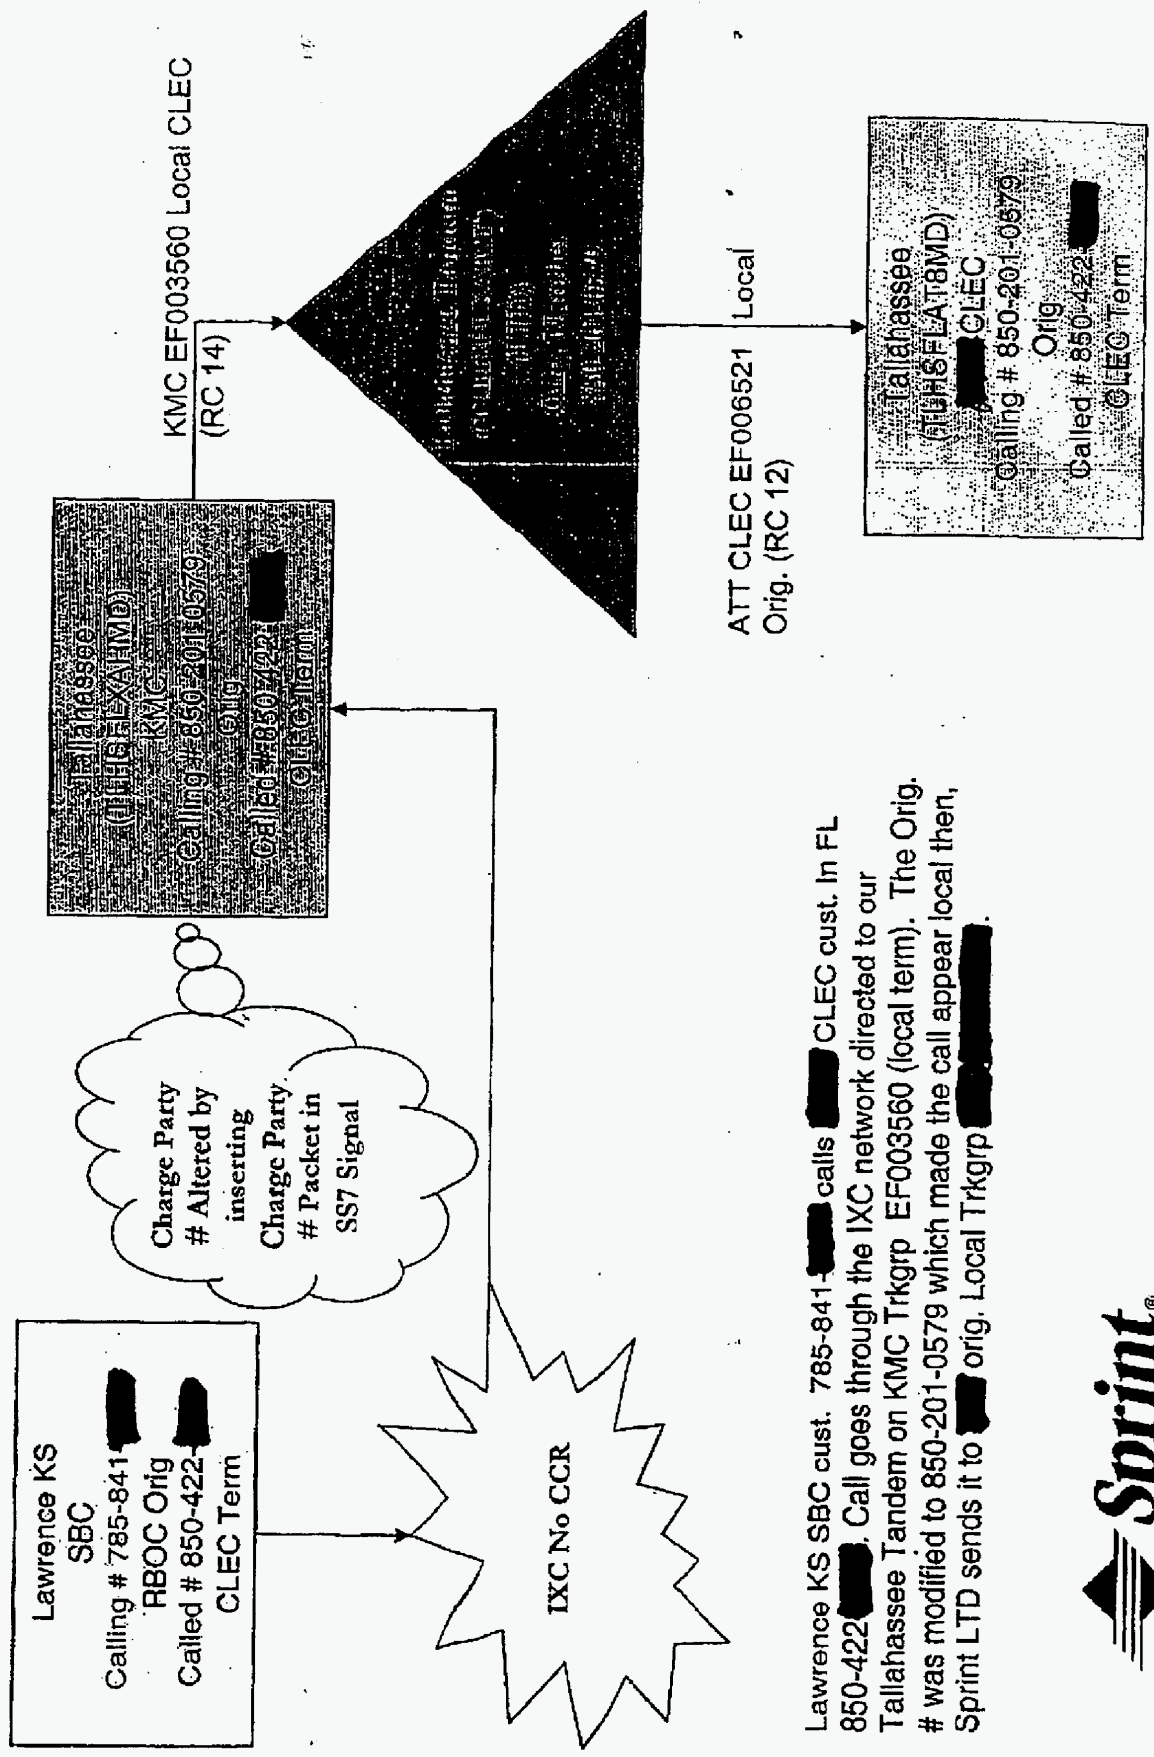 Lawrence KS
SBC
Calling # 785-841-
RBOC Orig
Called # 850-422-
CLEC Term
IXC No CCR
Charge Party
# Altered by
inserting
Charge Party
# Packet in
SS7 Signal
Tallahassee
KMC
Calling # 850-201-0579
Orig
Called # 850-422
CLEC Term
KMC EF003560 Local CLEC
(RC 14)
ATT CLEC EF006521 Local
Orig. (RC 12)
Tallahassee
(TLHSFLAT8MD)
CLEC
Calling # 850-201-0579
Orig
Called # 850-422-
CLEC Term
Lawrence KS SBC cust. 785-841- calls CLEC cust. In FL
850-422 . Call goes through the IXC network directed to our
Tallahassee Tandem on KMC Trkgrp EF003560 (local term). The Orig.
# was modified to 850-201-0579 which made the call appear local then,
Sprint LTD sends it to orig. Local Trkgrp .
Sprint®